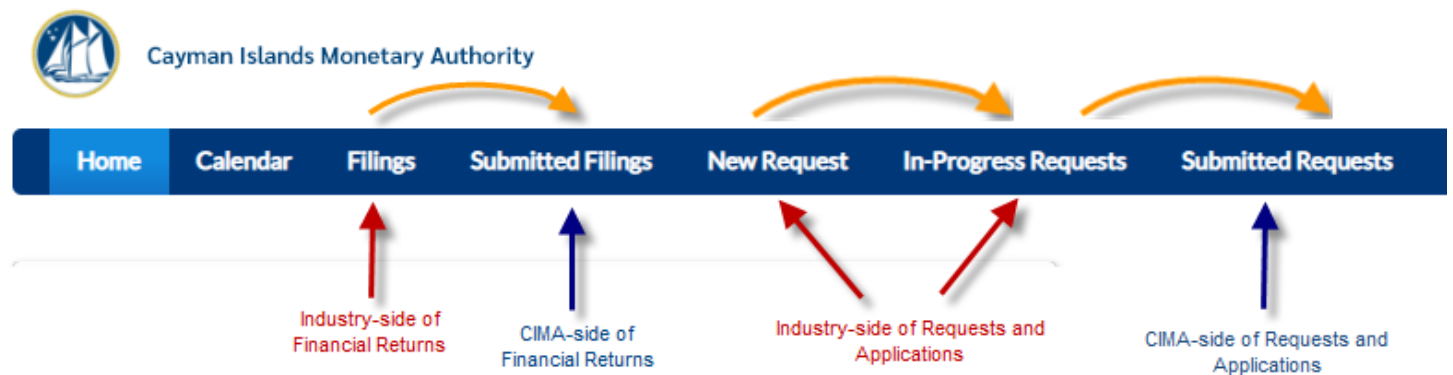 Cayman Islands Monetary Authority
Home Calendar Filings Submitted Filings New Request In-Progress Requests Submitted Requests
Industry-side of
Financial Returns
CIMA-side of
Financial Returns
Industry-side of Requests and
Applications
CIMA-side of Requests and
Applications